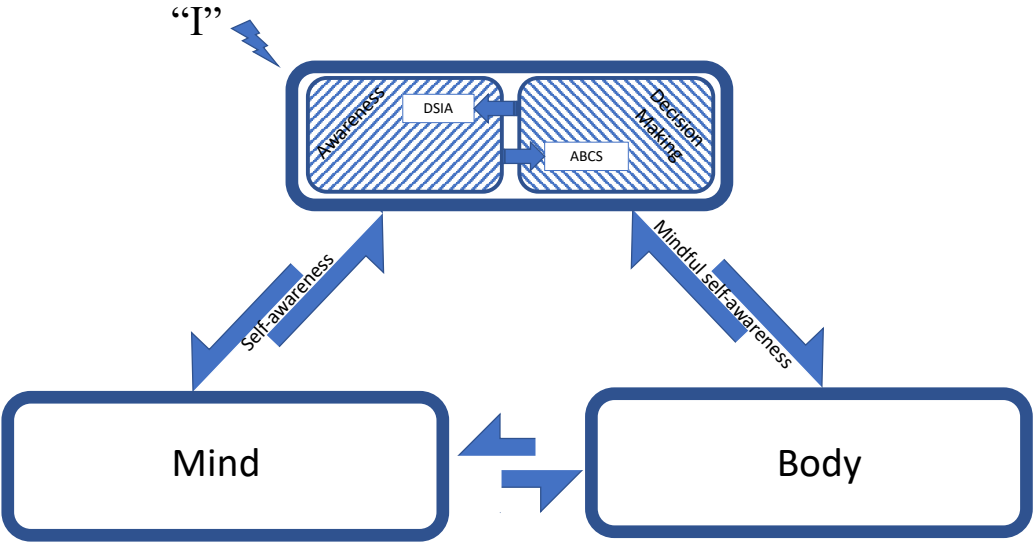 “I”
Awareness
DSIA
Decision
Making
ABCS
Self-awareness
Mindful self-awareness
Mind
Body